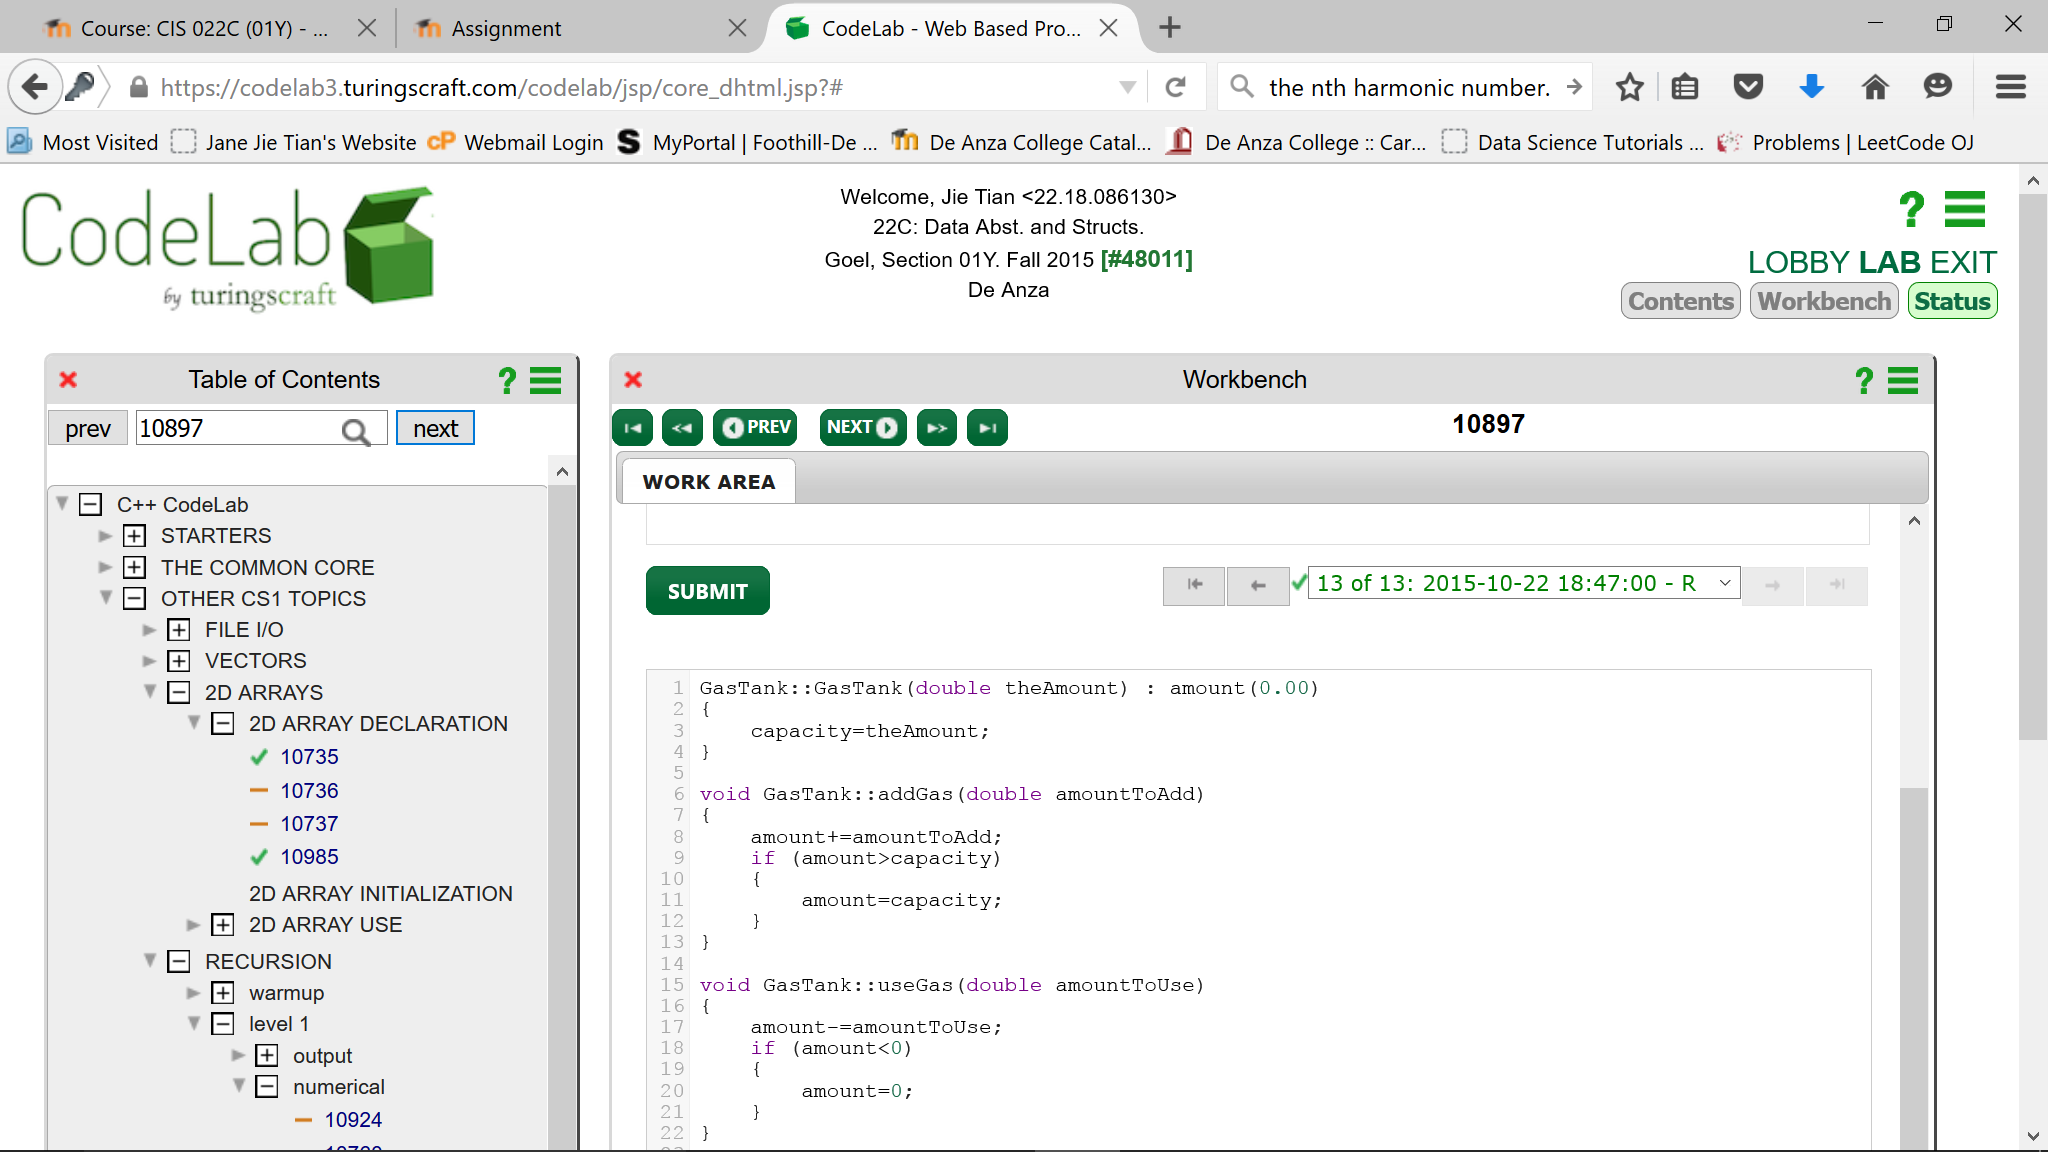 Course: CIS 022C (01Y) - ...
Assignment
CodeLab - Web Based Pro...
https://codelab3.turingscraft.com/codelab/jsp/core_dhtml.jsp?#
the nth harmonic number.
Most Visited
Jane Jie Tian's Website
cP Webmail Login
S MyPortal | Foothill-De ...
De Anza College Catal...
De Anza College :: Car...
Data Science Tutorials ...
Problems | LeetCode OJ
CodeLab
by turingscraft
Welcome, Jie Tian <22.18.086130>
22C: Data Abst. and Structs.
Goel, Section 01Y. Fall 2015 [#48011]
De Anza
?
LOBBY LAB EXIT
Contents Workbench Status
Table of Contents ?
prev 10897 next
C++ CodeLab
STARTERS
THE COMMON CORE
OTHER CS1 TOPICS
FILE I/O
VECTORS
2D ARRAYS
2D ARRAY DECLARATION
10735
10736
10737
10985
2D ARRAY INITIALIZATION
2D ARRAY USE
RECURSION
warmup
level 1
output
numerical
10924
Workbench ?
PREV NEXT 10897
WORK AREA
SUBMIT
13 of 13: 2015-10-22 18:47:00 - R
1 GasTank::GasTank(double theAmount) : amount(0.00)
2 {
3 capacity=theAmount;
4 }
5
6 void GasTank::addGas(double amountToAdd)
7 {
8 amount+=amountToAdd;
9 if (amount>capacity)
10 {
11 amount=capacity;
12 }
13 }
14
15 void GasTank::useGas(double amountToUse)
16 {
17 amount-=amountToUse;
18 if (amount<0)
19 {
20 amount=0;
21 }
22 }